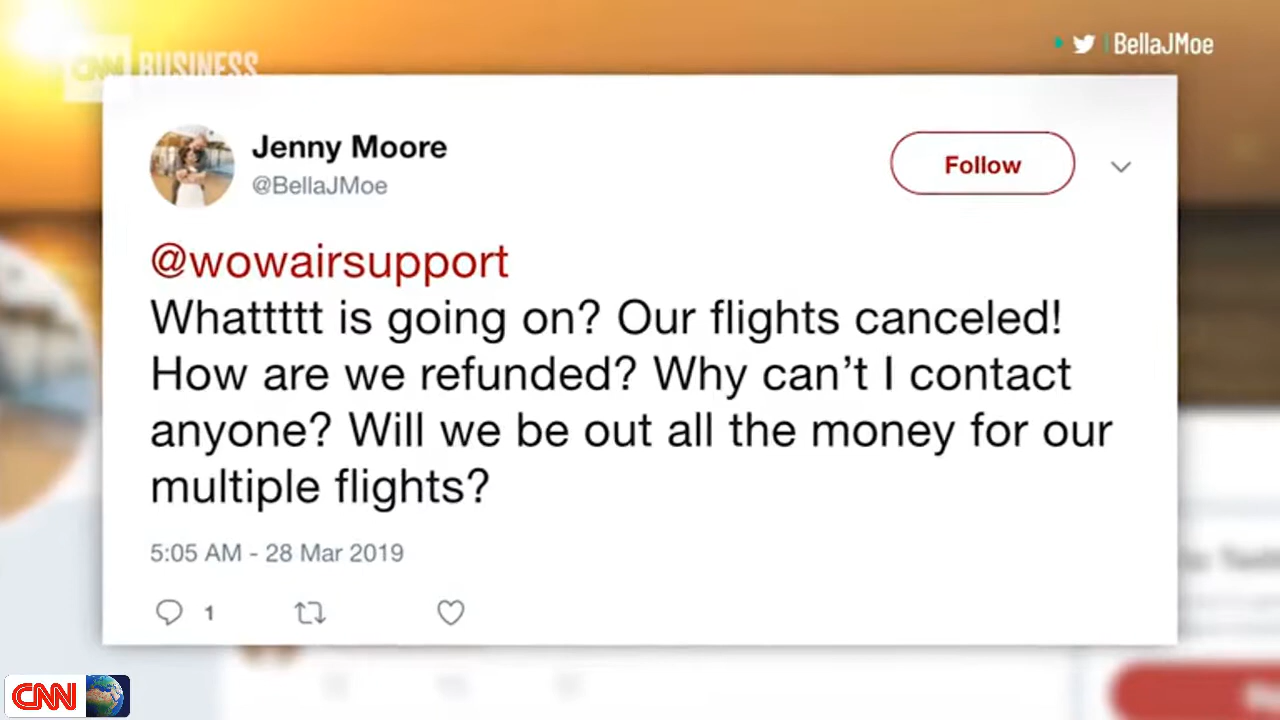 CNN BUSINESS
BellaJMoe
Jenny Moore
@BellaJMoe
Follow
@wowairsupport
Whattttt is going on? Our flights canceled!
How are we refunded? Why can’t I contact
anyone? Will we be out all the money for our
multiple flights?
5:05 AM - 28 Mar 2019
1
CNN